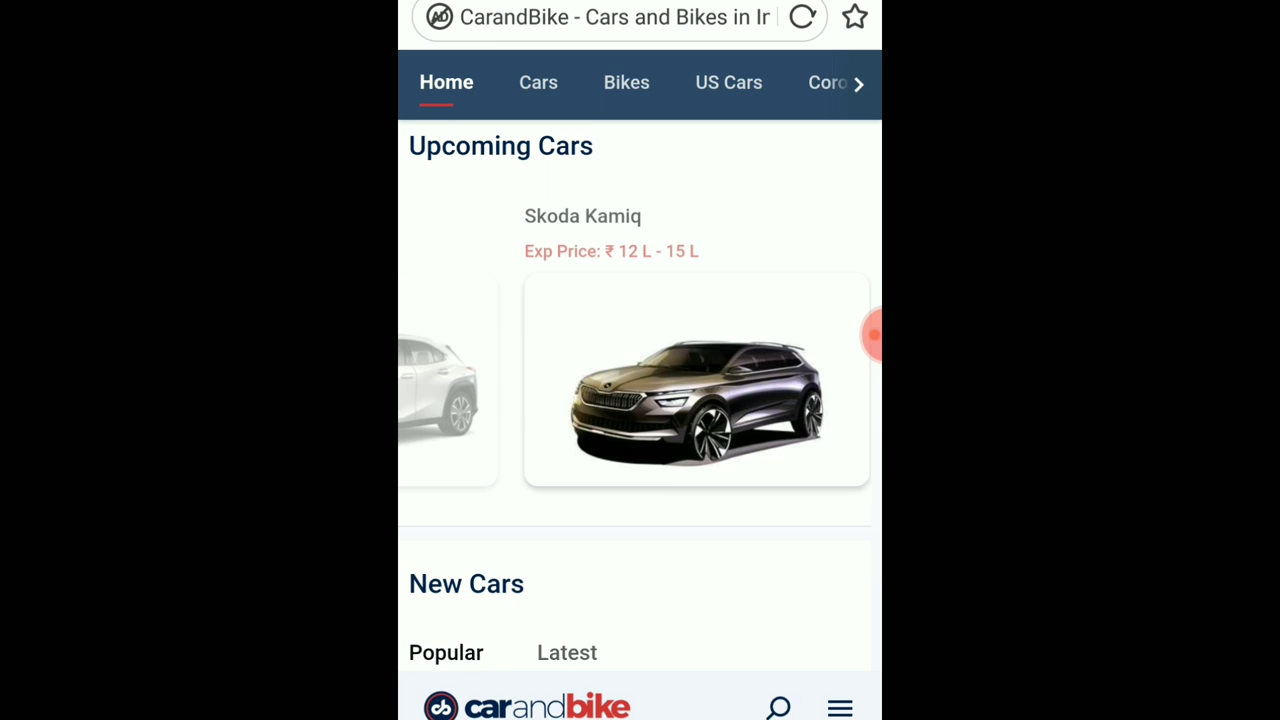 CarandBike - Cars and Bikes in Ir
Home Cars Bikes US Cars Coro
Upcoming Cars
Skoda Kamiq
Exp Price: ₹ 12 L - 15 L
New Cars
Popular Latest
carandbike